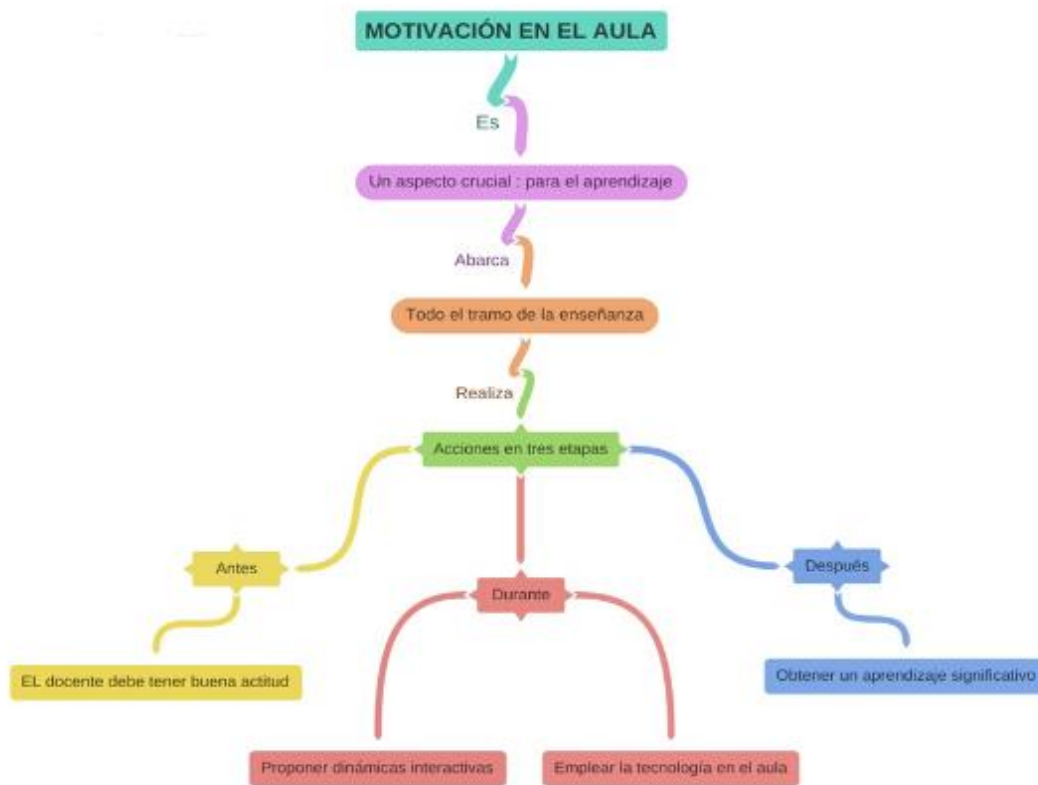 MOTIVACIÓN EN EL AULA
Es
Un aspecto crucial : para el aprendizaje
Abarca
Todo el tramo de la enseñanza
Realiza
Acciones en tres etapas
Antes
Después
Durante
EL docente debe tener buena actitud
Obtener un aprendizaje significativo
Proponer dinámicas interactivas
Emplear la tecnología en el aula